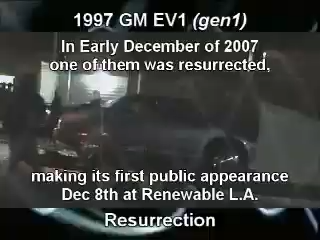 1997 GM EV1 (gen1)
In Early December of 2007
one of them was resurrected,
making its first public appearance
Dec 8th at Renewable L.A.
Resurrection